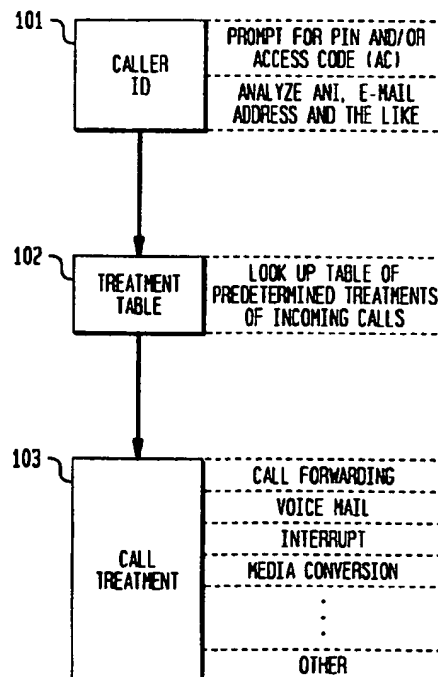 101
CALLER
ID
PROMPT FOR PIN AND/OR
ACCESS CODE (AC)
ANALYZE ANI, E-MAIL
ADDRESS AND THE LIKE
102
TREATMENT
TABLE
LOOK UP TABLE OF
PREDETERMINED TREATMENTS
OF INCOMING CALLS
103
CALL
TREATMENT
CALL FORWARDING
VOICE MAIL
INTERRUPT
MEDIA CONVERSION
.
.
.
OTHER